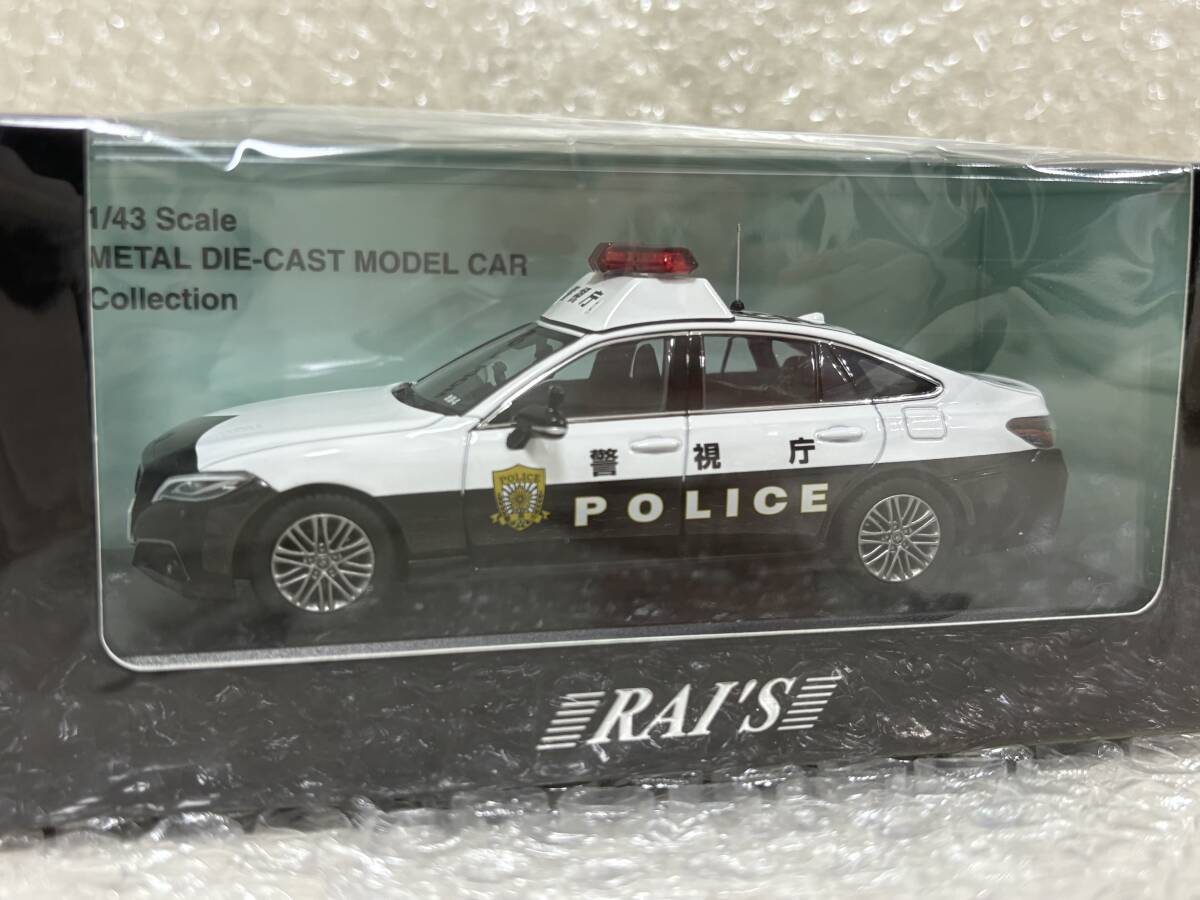 1/43 Scale
METAL DIE-CAST MODEL CAR
Collection
警視庁
POLICE
POLICE
RAI'S